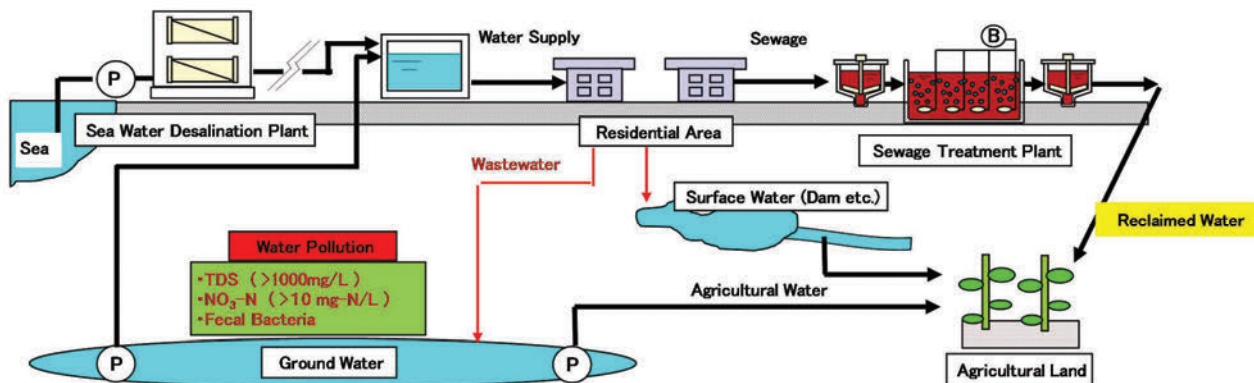 Water Supply
Sewage
B
P
Sea Water Desalination Plant
Sea
Residential Area
Sewage Treatment Plant
Wastewater
Surface Water (Dam etc.)
Reclaimed Water
Water Pollution
・TDS (>1000mg/L)
・NO₃-N (>10 mg-N/L)
・Fecal Bacteria
Agricultural Water
P
Ground Water
P
Agricultural Land